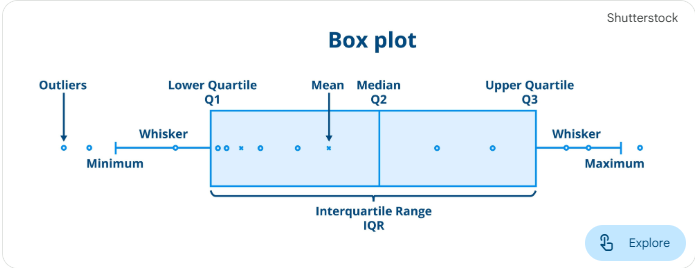 Shutterstock
Box plot
Outliers
Lower Quartile
Q1
Mean
Median
Q2
Upper Quartile
Q3
Whisker
Whisker
Minimum
Maximum
Interquartile Range
IQR
Explore